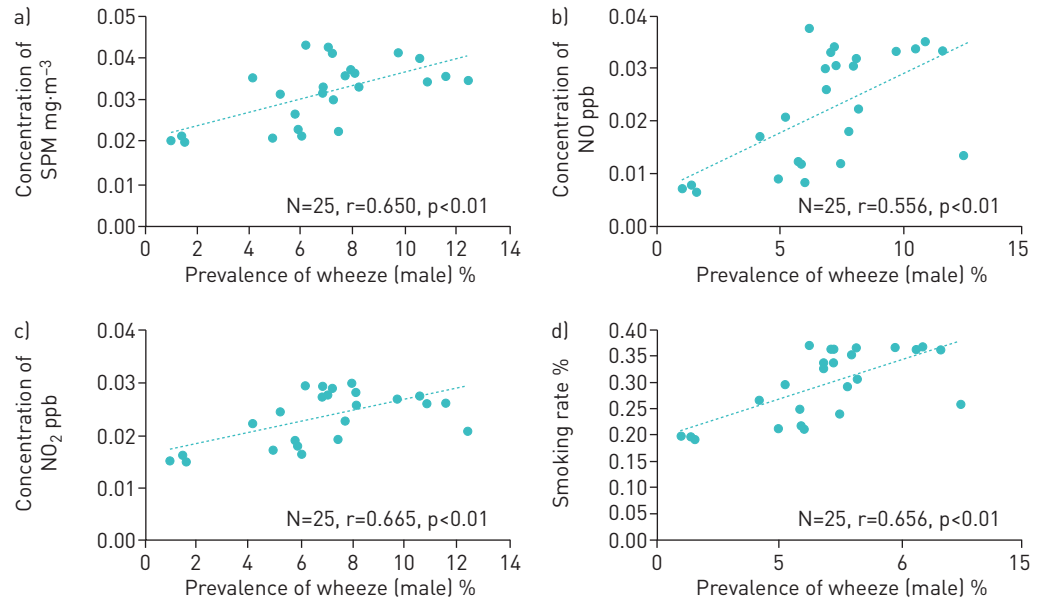 a)
Concentration of
SPM mg·m–3
0.05
0.04
0.03
0.02
0.01
0.00
0 2 4 6 8 10 12 14
N=25, r=0.650, p<0.01
Prevalence of wheeze (male) %
b)
Concentration of
NO ppb
0.04
0.03
0.02
0.01
0.00
0 5 10 15
N=25, r=0.556, p<0.01
Prevalence of wheeze (male) %
c)
Concentration of
NO2 ppb
0.04
0.03
0.02
0.01
0.00
0 2 4 6 8 10 12 14
N=25, r=0.665, p<0.01
Prevalence of wheeze (male) %
d)
Smoking rate %
0.40
0.35
0.30
0.25
0.20
0.15
0.10
0.05
0.00
0 5 6 15
N=25, r=0.656, p<0.01
Prevalence of wheeze (male) %